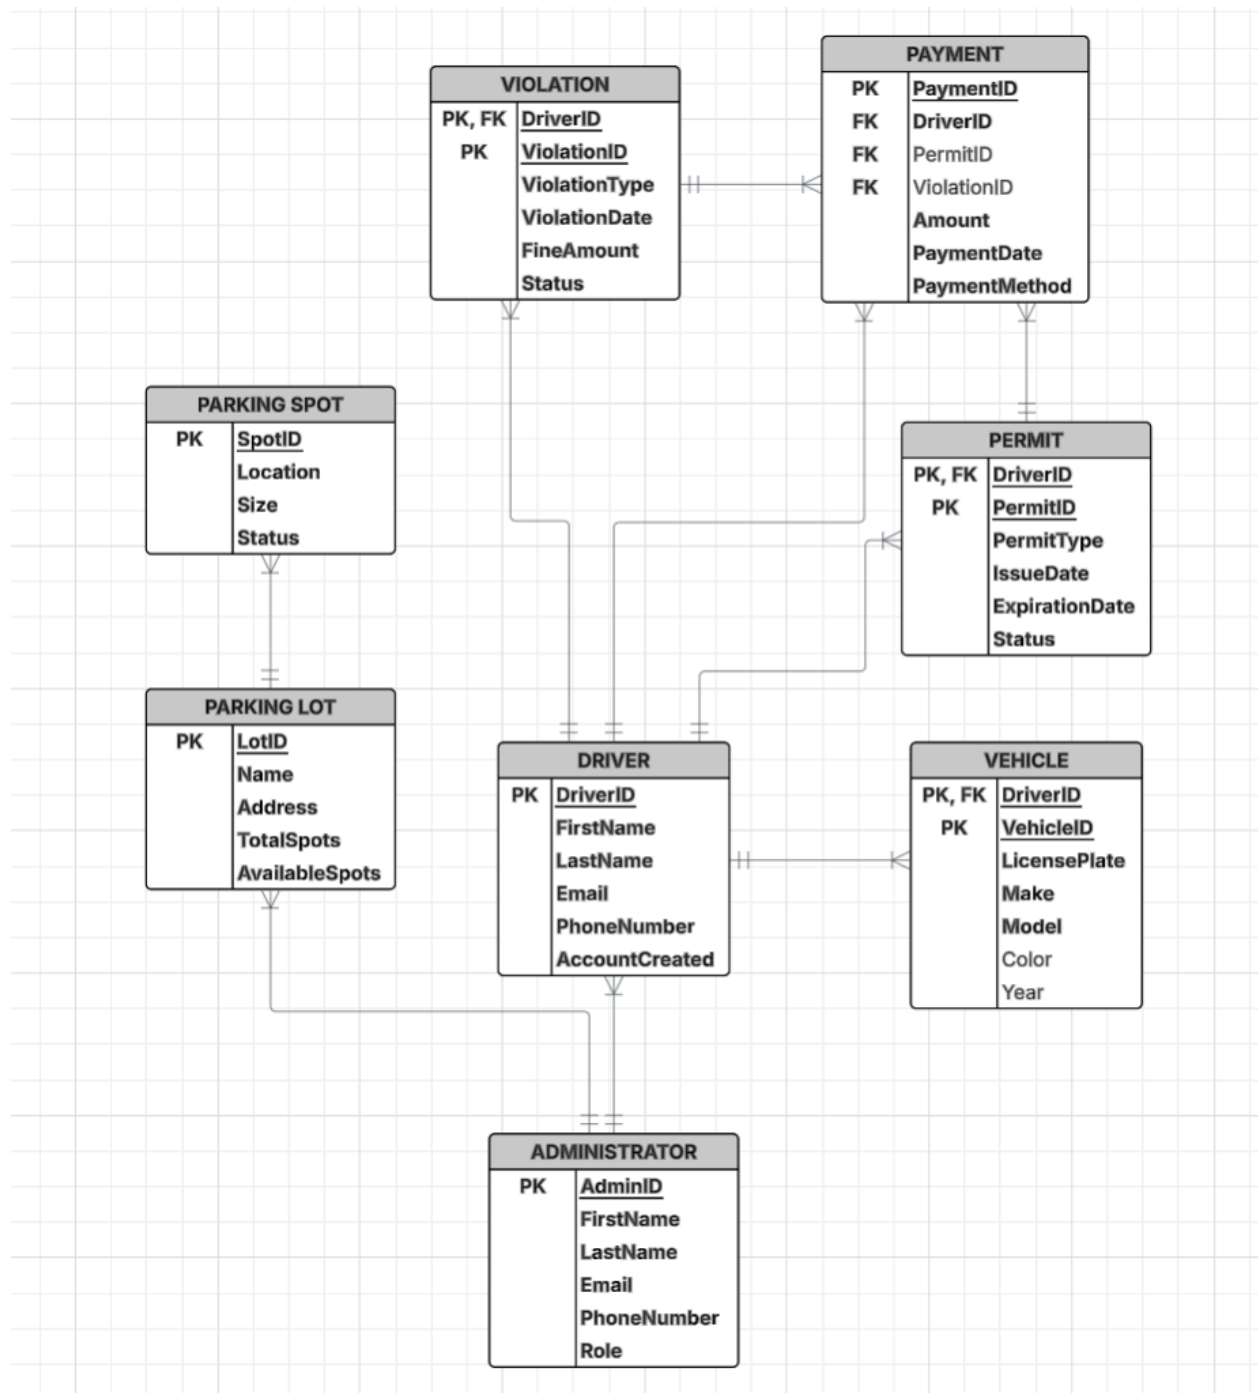 VIOLATION
PK, FK DriverID
PK ViolationID
ViolationType
ViolationDate
FineAmount
Status
PAYMENT
PK PaymentID
FK DriverID
FK PermitID
FK ViolationID
Amount
PaymentDate
PaymentMethod
PARKING SPOT
PK SpotID
Location
Size
Status
PERMIT
PK, FK DriverID
PK PermitID
PermitType
IssueDate
ExpirationDate
Status
PARKING LOT
PK LotID
Name
Address
TotalSpots
AvailableSpots
DRIVER
PK DriverID
FirstName
LastName
Email
PhoneNumber
AccountCreated
VEHICLE
PK, FK DriverID
PK VehicleID
LicensePlate
Make
Model
Color
Year
ADMINISTRATOR
PK AdminID
FirstName
LastName
Email
PhoneNumber
Role